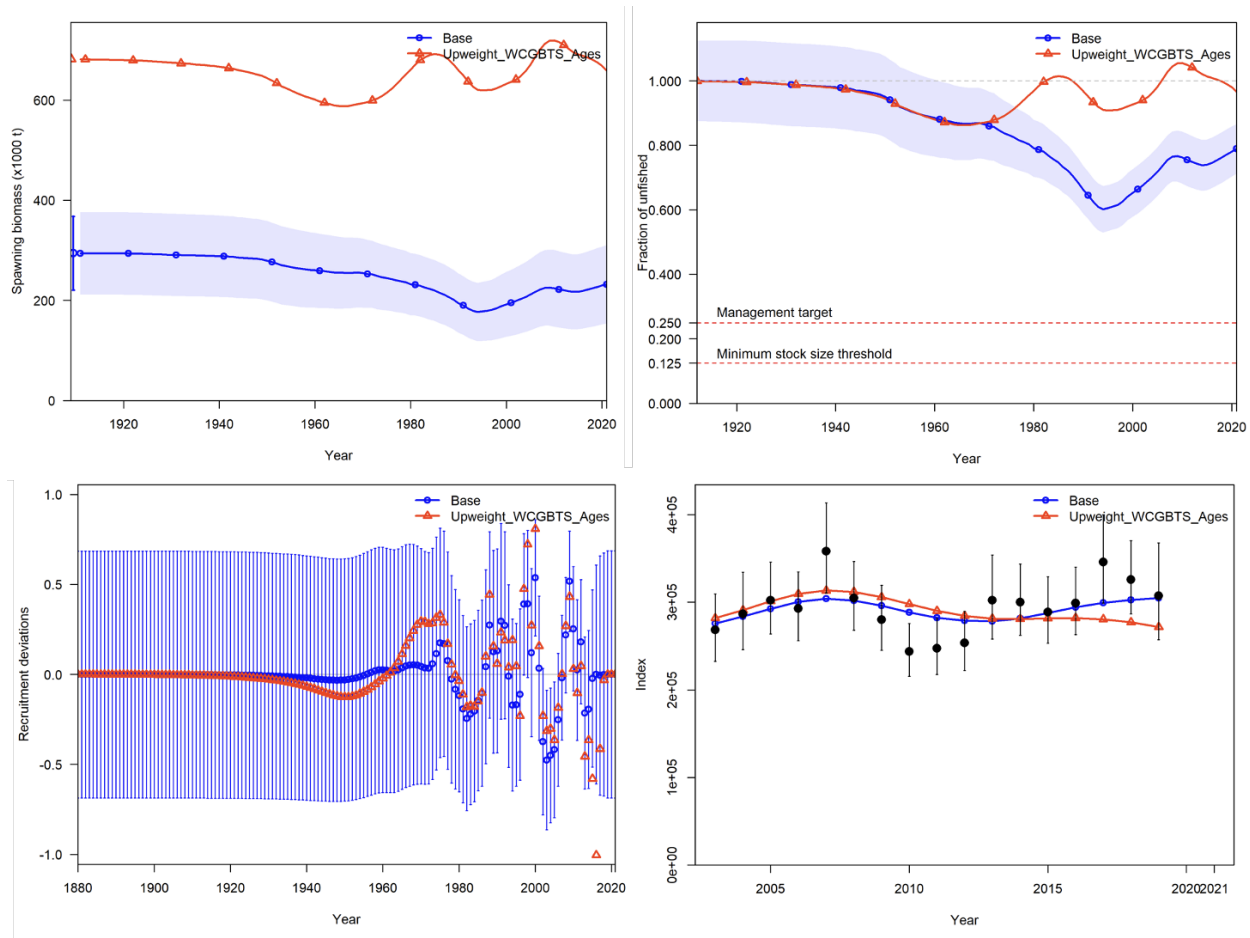 Base
Upweight_WCGBTS_Ages
Spawning biomass (x1000 t)
600
400
200
0
1920 1940 1960 1980 2000 2020
Year
Base
Upweight_WCGBTS_Ages
Fraction of unfished
1.000
0.800
0.600
0.400
Management target
0.250
0.200
Minimum stock size threshold
0.125
0.000
1920 1940 1960 1980 2000 2020
Year
Base
Upweight_WCGBTS_Ages
Recruitment deviations
1.0
0.5
0.0
-0.5
-1.0
1880 1900 1920 1940 1960 1980 2000 2020
Year
Base
Upweight_WCGBTS_Ages
Index
4e+05
3e+05
2e+05
1e+05
0e+00
2005 2010 2015 2020 2021
Year